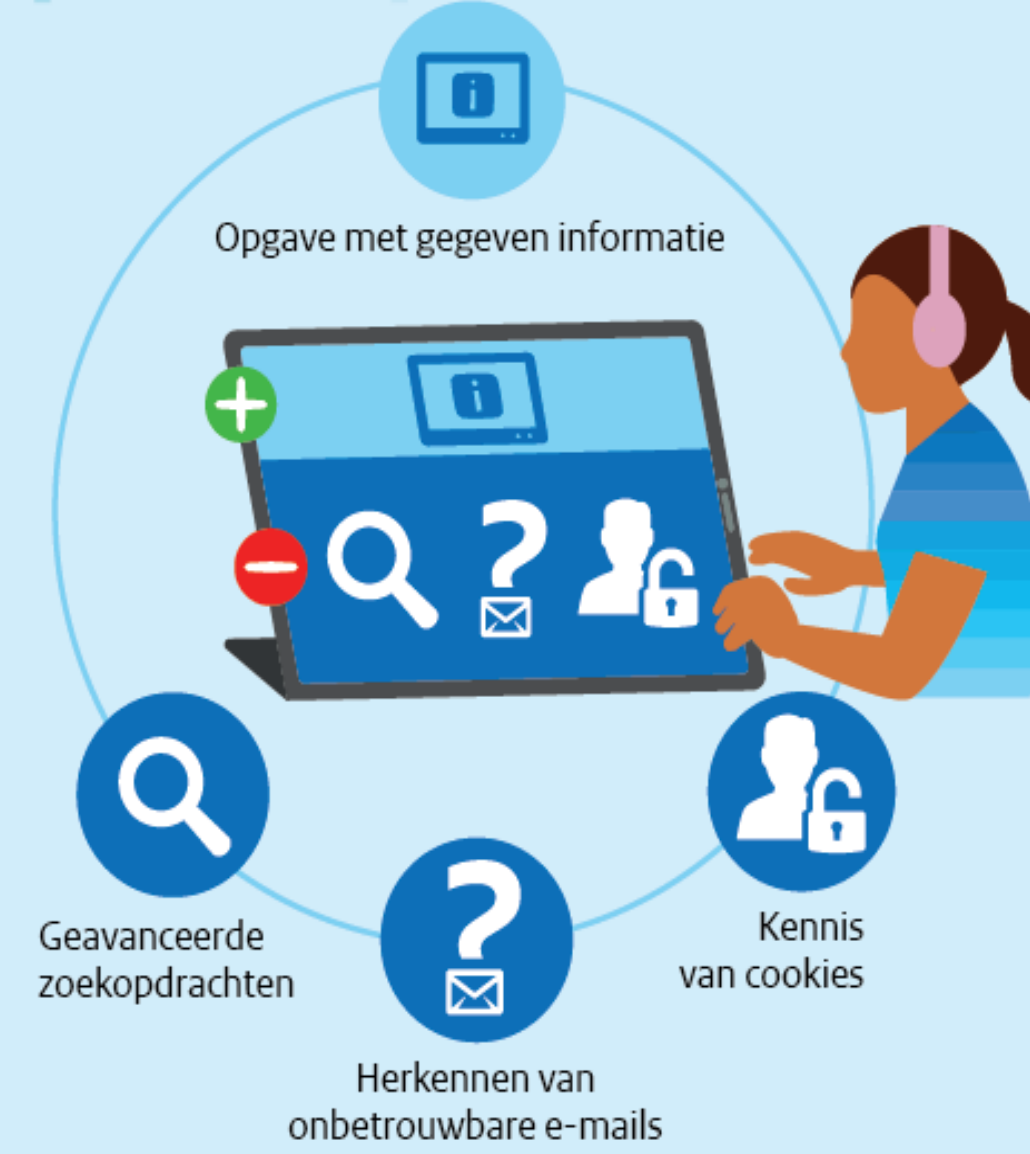 Opgave met gegeven informatie
Geavanceerde
zoekopdrachten
Kennis
van cookies
Herkennen van
onbetrouwbare e-mails